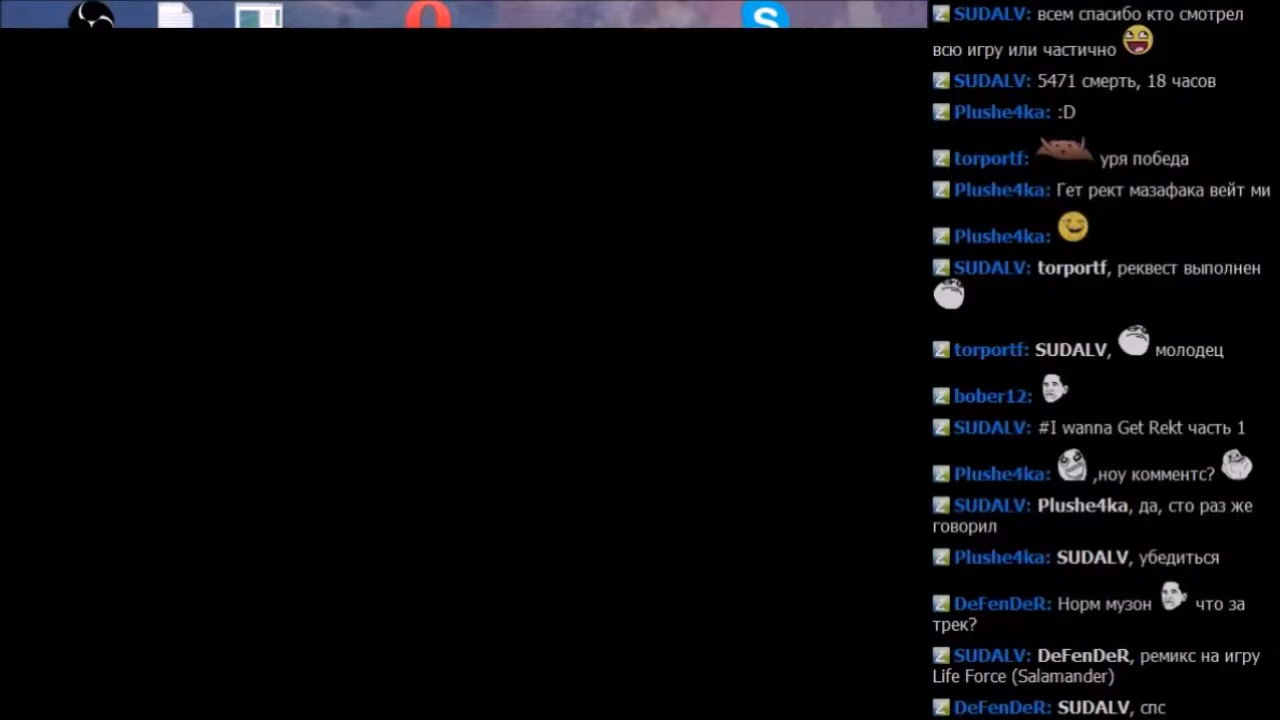 SUDALV: всем спасибо кто смотрел
всю игру или частично
SUDALV: 5471 смерть, 18 часов
Plushe4ka: :D
torportf: уря победа
Plushe4ka: Гет рект мазафака вейт ми
Plushe4ka:
SUDALV: torportf, реквест выполнен
torportf: SUDALV, молодец
bober12:
SUDALV: #I wanna Get Rekt часть 1
Plushe4ka: ,ноу комментс?
SUDALV: Plushe4ka, да, сто раз же
говорил
Plushe4ka: SUDALV, убедиться
DeFenDeR: Норм музон что за
трек?
SUDALV: DeFenDeR, ремикс на игру
Life Force (Salamander)
DeFenDeR: SUDALV, спс